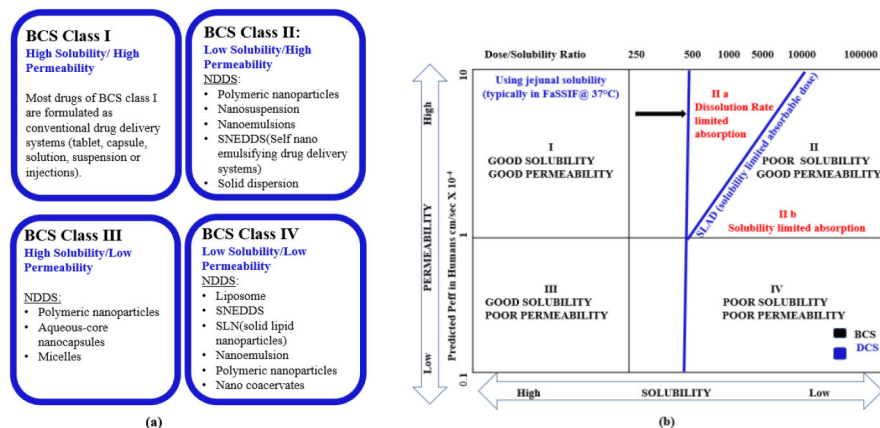 BCS Class I
High Solubility/ High
Permeability
Most drugs of BCS class I
are formulated as
conventional drug delivery
systems (tablet, capsule,
solution, suspension or
injections).
BCS Class II:
Low Solubility/High
Permeability
NDDS:
• Polymeric nanoparticles
• Nanosuspension
• Nanoemulsions
• SNEDDS(Self nano
emulsifying drug delivery
systems)
• Solid dispersion
BCS Class III
High Solubility/Low
Permeability
NDDS:
• Polymeric nanoparticles
• Aqueous-core
nanocapsules
• Micelles
BCS Class IV
Low Solubility/Low
Permeability
NDDS:
• Liposome
• SNEDDS
• SLN(solid lipid
nanoparticles)
• Nanoemulsion
• Polymeric nanoparticles
• Nano coacervates
(a)
Dose/Solubility Ratio 250 500 1000 5000 10000 100000
High
PERMEABILITY
Low
Predicted Peff in Humans cm/sec X 10⁻⁴
10
1
0.1
Using jejunal solubility
(typically in FaSSIF@ 37°C)
I
GOOD SOLUBILITY
GOOD PERMEABILITY
II a
Dissolution Rate
limited
absorption
SLAD (solubility limited absorbable dose)
II
POOR SOLUBILITY
GOOD PERMEABILITY
II b
Solubility limited absorption
III
GOOD SOLUBILITY
POOR PERMEABILITY
IV
POOR SOLUBILITY
POOR PERMEABILITY
BCS
DCS
High SOLUBILITY Low
(b)